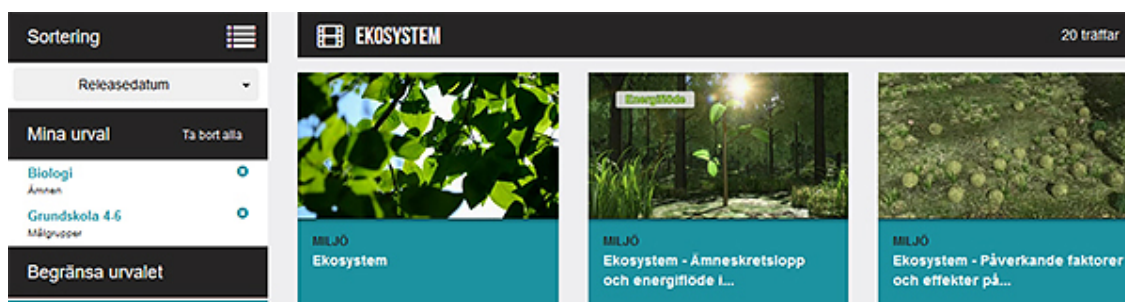 Sortering
Releasedatum
Mina urval Ta bort alla
Biologi
Ämnen
Grundskola 4-6
Målgrupper
Begränsa urvalet
EKOSYSTEM 20 träffar
MILJÖ
Ekosystem
Energiflöde
MILJÖ
Ekosystem - Ämneskretslopp
och energiflöde i...
MILJÖ
Ekosystem - Påverkande faktorer
och effekter på...